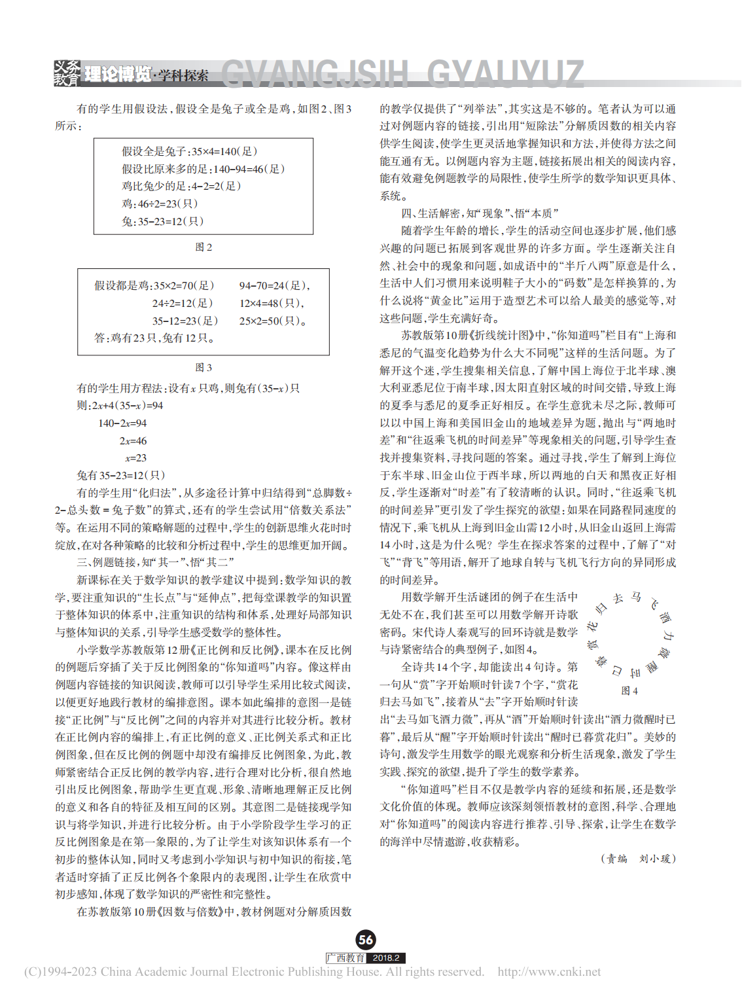 义务教育 理论博览·学科探索 GVANGJSIH GYAUYUZ
有的学生用假设法,假设全是兔子或全是鸡,如图2、图3
所示:
假设全是兔子:35×4=140(足)
假设比原来多的足:140-94=46(足)
鸡比兔少的足:4-2=2(足)
鸡:46÷2=23(只)
兔:35-23=12(只)
图2
假设都是鸡:35×2=70(足) 94-70=24(足),
24÷2=12(足) 12×4=48(只),
35-12=23(足) 25×2=50(只)。
答:鸡有23只,兔有12只。
图3
有的学生用方程法:设有x只鸡,则兔有(35-x)只
则:2x+4(35-x)=94
140-2x=94
2x=46
x=23
兔有35-23=12(只)
有的学生用“化归法”,从多途径计算中归结得到“总脚数÷
2-总头数=兔子数”的算式,还有的学生尝试用“倍数关系法”
等。在运用不同的策略解题的过程中,学生的创新思维火花时时
绽放,在对各种策略的比较和分析过程中,学生的思维更加开阔。
三、例题链接,知“其一”、悟“其二”
新课标在关于数学知识的教学建议中提到:数学知识的教
学,要注重知识的“生长点”与“延伸点”,把每堂课教学的知识置
于整体知识的体系中,注重知识的结构和体系,处理好局部知识
与整体知识的关系,引导学生感受数学的整体性。
小学数学苏教版第12册《正比例和反比例》,课本在反比例
的例题后穿插了关于反比例图象的“你知道吗”内容。像这样由
例题内容链接的知识阅读,教师可以引导学生采用比较式阅读,
以便更好地践行教材的编排意图。课本如此编排的意图一是链
接“正比例”与“反比例”之间的内容并对其进行比较分析。教材
在正比例内容的编排上,有正比例的意义、正比例关系式和正比
例图象,但在反比例的例题中却没有编排反比例图象,为此,教
师紧密结合正反比例的教学内容,进行合理对比分析,很自然地
引出反比例图象,帮助学生更直观、形象、清晰地理解正反比例
的意义和各自的特征及相互间的区别。其意图二是链接现学知
识与将学知识,并进行比较分析。由于小学阶段学生学习的正
反比例图象是在第一象限的,为了让学生对该知识体系有一个
初步的整体认知,同时又考虑到小学知识与初中知识的衔接,笔
者适时穿插了正反比例各个象限内的表现图,让学生在欣赏中
初步感知,体现了数学知识的严密性和完整性。
在苏教版第10册《因数与倍数》中,教材例题对分解质因数
的教学仅提供了“列举法”,其实这是不够的。笔者认为可以通
过对例题内容的链接,引出用“短除法”分解质因数的相关内容
供学生阅读,使学生更灵活地掌握知识和方法,并使得方法之间
能互通有无。以例题内容为主题,链接拓展出相关的阅读内容,
能有效避免例题教学的局限性,使学生所学的数学知识更具体、
系统。
四、生活解密,知“现象”、悟“本质”
随着学生年龄的增长,学生的活动空间也逐步扩展,他们感
兴趣的问题已拓展到客观世界的许多方面。学生逐渐关注自
然、社会中的现象和问题,如成语中的“半斤八两”原意是什么,
生活中人们习惯用来说明鞋子大小的“码数”是怎样换算的,为
什么说将“黄金比”运用于造型艺术可以给人最美的感觉等,对
这些问题,学生充满好奇。
苏教版第10册《折线统计图》中,“你知道吗”栏目有“上海和
悉尼的气温变化趋势为什么大不同呢”这样的生活问题。为了
解开这个迷,学生搜集相关信息,了解中国上海位于北半球、澳
大利亚悉尼位于南半球,因太阳直射区域的时间交错,导致上海
的夏季与悉尼的夏季正好相反。在学生意犹未尽之际,教师可
以以中国上海和美国旧金山的地域差异为题,抛出与“两地时
差”和“往返乘飞机的时间差异”等现象相关的问题,引导学生查
找并搜集资料,寻找问题的答案。通过寻找,学生了解到上海位
于东半球、旧金山位于西半球,所以两地的白天和黑夜正好相
反,学生逐渐对“时差”有了较清晰的认识。同时,“往返乘飞机
的时间差异”更引发了学生探究的欲望:如果在同路程同速度的
情况下,乘飞机从上海到旧金山需12小时,从旧金山返回上海需
14小时,这是为什么呢?学生在探求答案的过程中,了解了“对
飞”“背飞”等用语,解开了地球自转与飞机飞行方向的异同形成
的时间差异。
用数学解开生活谜团的例子在生活中
无处不在,我们甚至可以用数学解开诗歌
密码。宋代诗人秦观写的回环诗就是数学
与诗紧密结合的典型例子,如图4。
全诗共14个字,却能读出4句诗。第
一句从“赏”字开始顺时针读7个字,“赏花
归去马如飞”,接着从“去”字开始顺时针读
赏花归去马飞酒力微醒时已暮
图4
出“去马如飞酒力微”,再从“酒”开始顺时针读出“酒力微醒时已
暮”,最后从“醒”字开始顺时针读出“醒时已暮赏花归”。美妙的
诗句,激发学生用数学的眼光观察和分析生活现象,激发了学生
实践、探究的欲望,提升了学生的数学素养。
“你知道吗”栏目不仅是教学内容的延续和拓展,还是数学
文化价值的体现。教师应该深刻领悟教材的意图,科学、合理地
对“你知道吗”的阅读内容进行推荐、引导、探索,让学生在数学
的海洋中尽情遨游,收获精彩。
(责编 刘小瑗)
56
广西教育 2018.2
(C)1994-2023 China Academic Journal Electronic Publishing House. All rights reserved. http://www.cnki.net